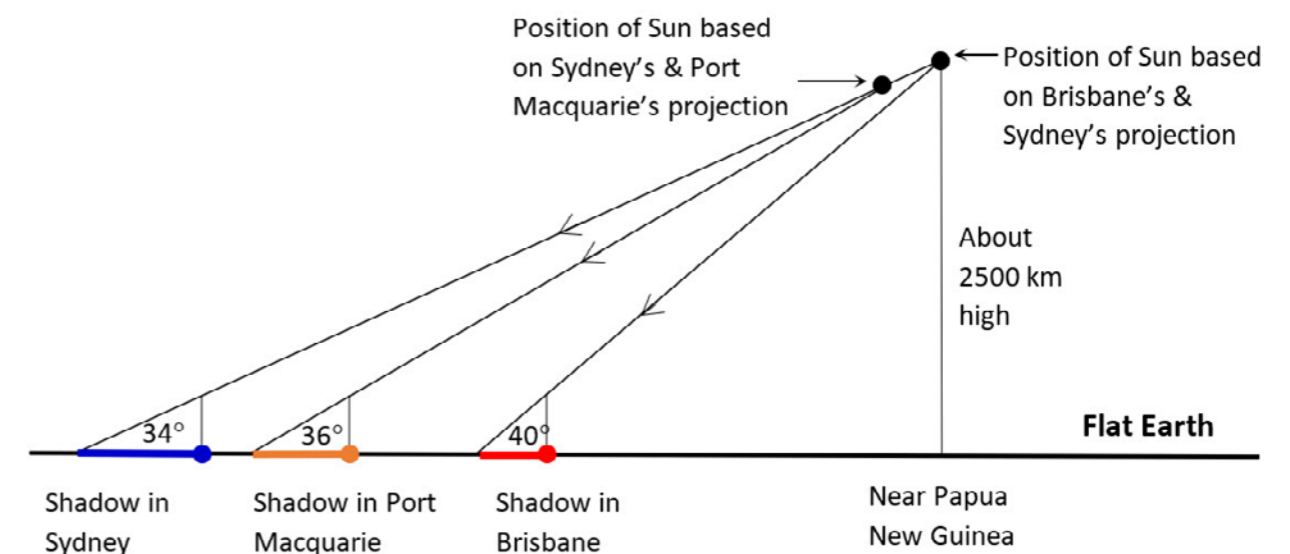 Position of Sun based
on Sydney's & Port
Macquarie's projection
Position of Sun based
on Brisbane's &
Sydney's projection
About
2500 km
high
34°
36°
40°
Flat Earth
Shadow in
Sydney
Shadow in Port
Macquarie
Shadow in
Brisbane
Near Papua
New Guinea